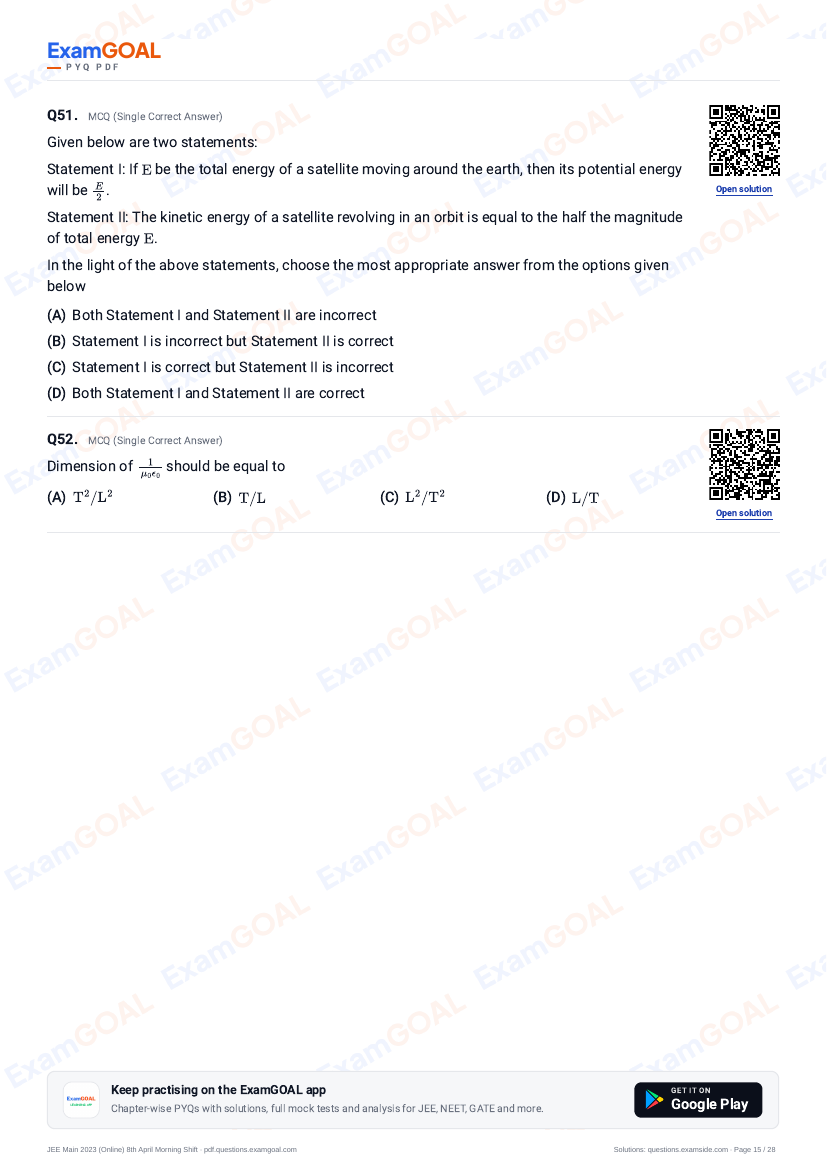 ExamGOAL
PYQ PDF
Q51. MCQ (Single Correct Answer)
Given below are two statements:
Statement I: If E be the total energy of a satellite moving around the earth, then its potential energy
will be E/2.
Statement II: The kinetic energy of a satellite revolving in an orbit is equal to the half the magnitude
of total energy E.
In the light of the above statements, choose the most appropriate answer from the options given
below
(A) Both Statement I and Statement II are incorrect
(B) Statement I is incorrect but Statement II is correct
(C) Statement I is correct but Statement II is incorrect
(D) Both Statement I and Statement II are correct
Open solution
Q52. MCQ (Single Correct Answer)
Dimension of 1/μ₀ϵ₀ should be equal to
(A) T²/L² (B) T/L (C) L²/T² (D) L/T
Open solution
Keep practising on the ExamGOAL app
Chapter-wise PYQs with solutions, full mock tests and analysis for JEE, NEET, GATE and more.
GET IT ON
Google Play
JEE Main 2023 (Online) 8th April Morning Shift · pdf.questions.examgoal.com
Solutions: questions.examside.com · Page 15 / 28